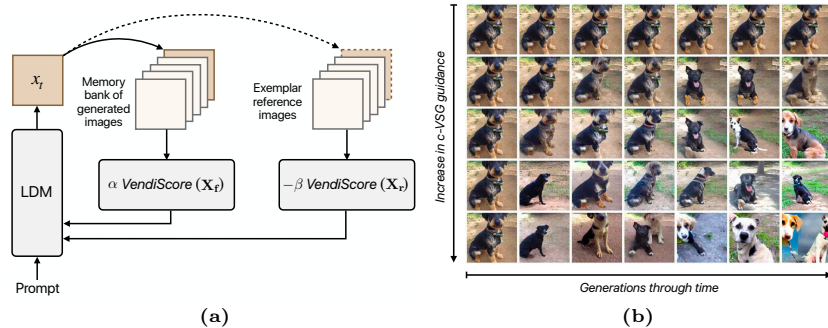 x_t
Memory
bank of
generated
images
Exemplar
reference
images
LDM
α VendiScore (X_f)
−β VendiScore (X_r)
Prompt
(a)
Increase in c-VSG guidance
Generations through time
(b)